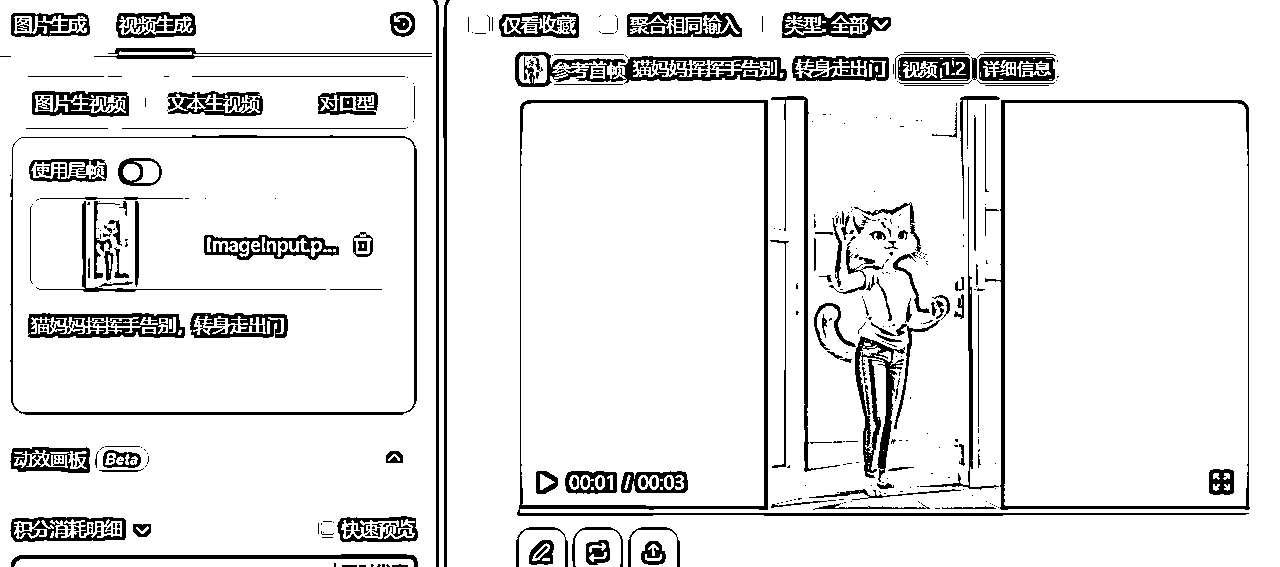 图片生成 视频生成
图片生视频 文本生视频 对口型
使用尾帧
ImageInput.p...
猫妈妈挥挥手告别，转身走出门
动效画板 Beta
积分消耗明细 快速预览
仅看收藏 聚合相同输入 类型: 全部
参考首帧 猫妈妈挥挥手告别，转身走出门 视频 1.2 详细信息
00:01 / 00:03